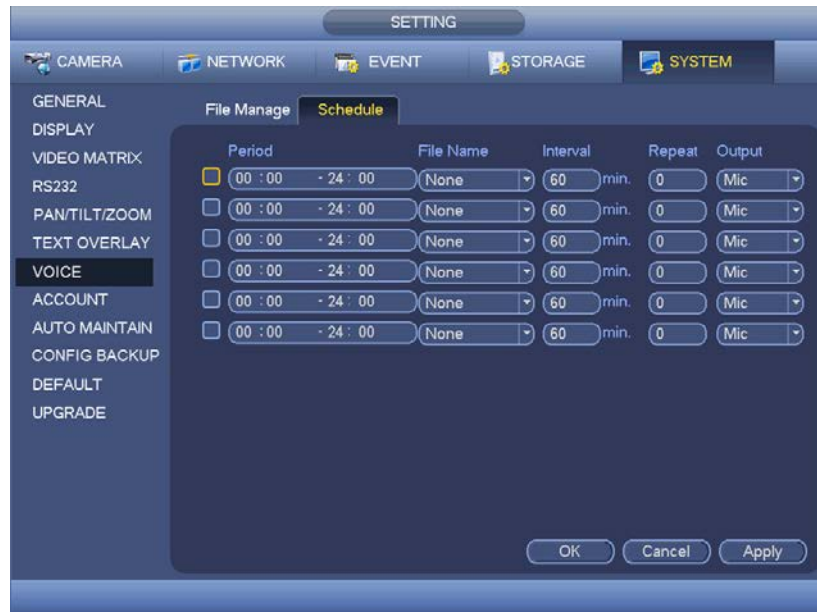 SETTING
CAMERA NETWORK EVENT STORAGE SYSTEM
GENERAL
DISPLAY
VIDEO MATRIX
RS232
PAN/TILT/ZOOM
TEXT OVERLAY
VOICE
ACCOUNT
AUTO MAINTAIN
CONFIG BACKUP
DEFAULT
UPGRADE
File Manage Schedule
Period File Name Interval Repeat Output
00 : 00 - 24 : 00 None 60 min. 0 Mic
00 : 00 - 24 : 00 None 60 min. 0 Mic
00 : 00 - 24 : 00 None 60 min. 0 Mic
00 : 00 - 24 : 00 None 60 min. 0 Mic
00 : 00 - 24 : 00 None 60 min. 0 Mic
00 : 00 - 24 : 00 None 60 min. 0 Mic
OK Cancel Apply